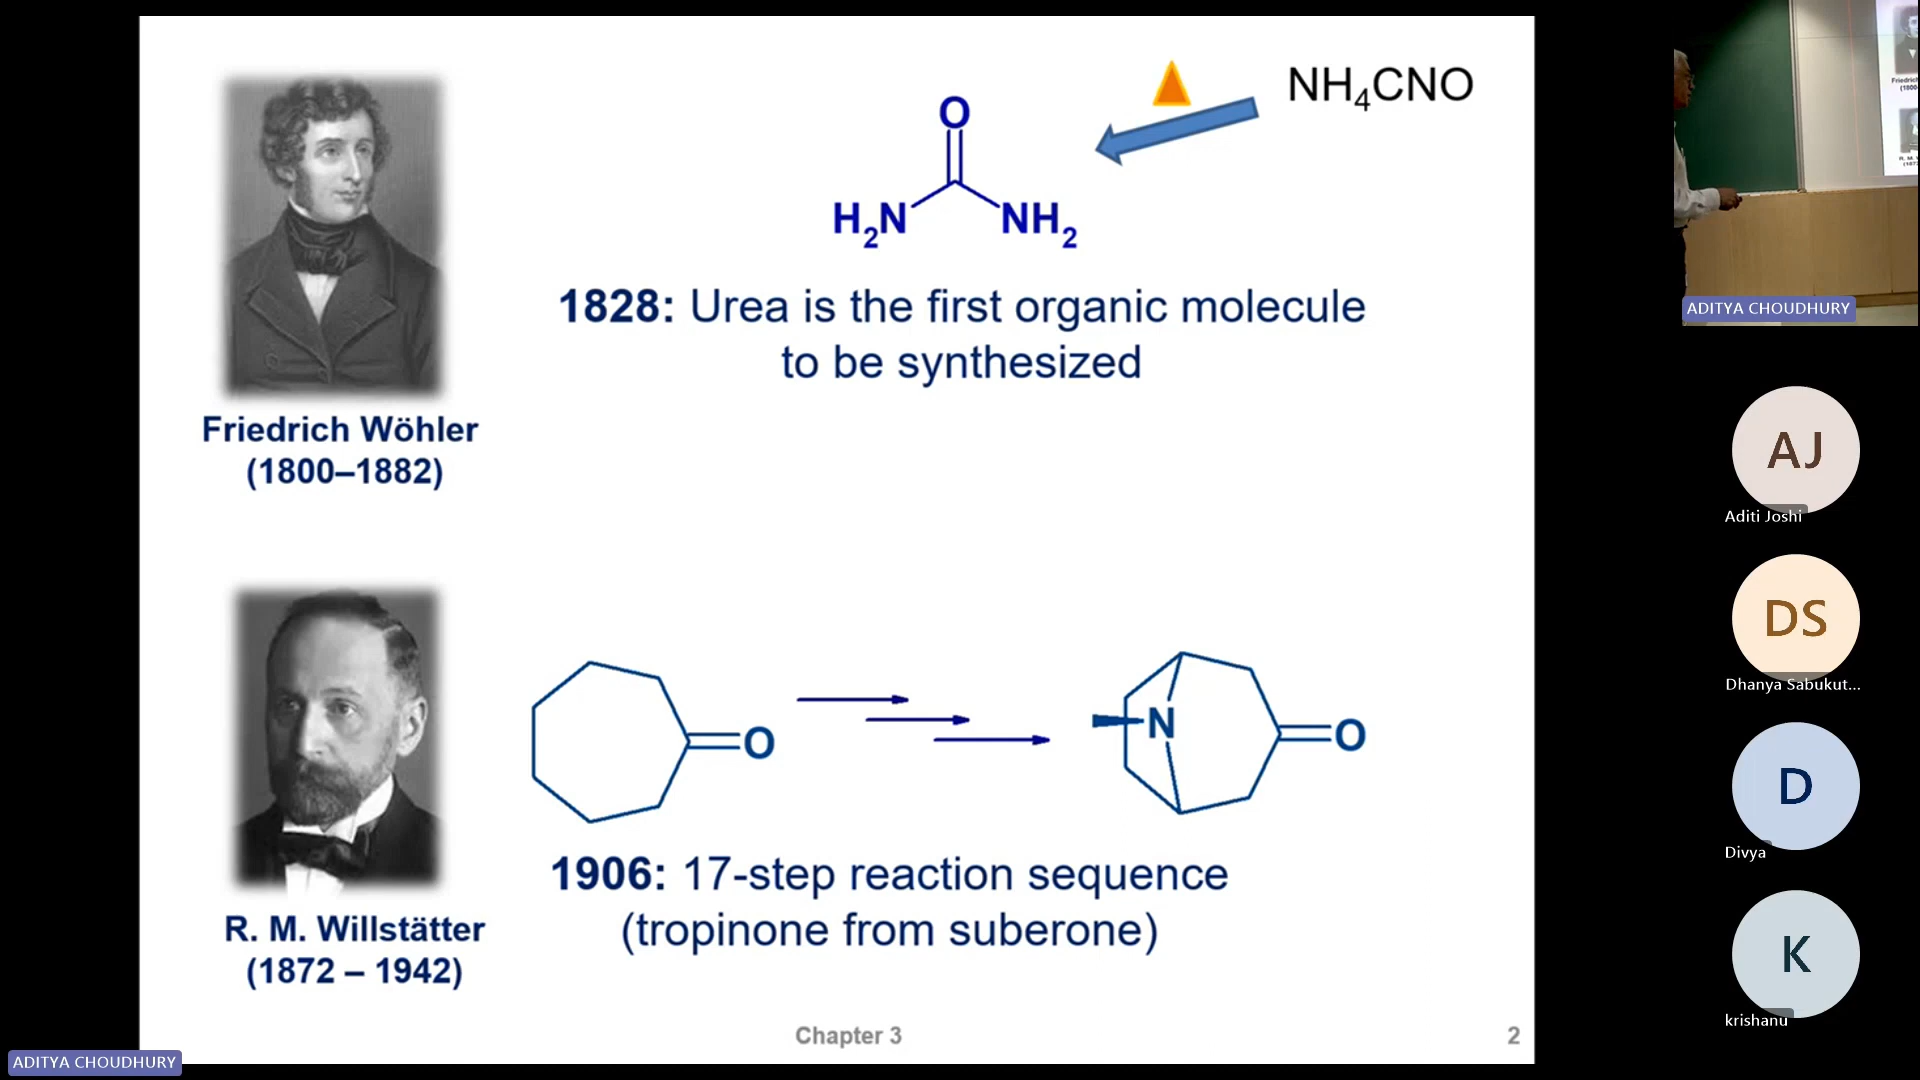 NH4CNO
O
H2N
NH2
1828: Urea is the first organic molecule
to be synthesized
Friedrich Wöhler
(1800–1882)
O
N
O
1906: 17-step reaction sequence
(tropinone from suberone)
R. M. Willstätter
(1872 – 1942)
Chapter 3
2
ADITYA CHOUDHURY
ADITYA CHOUDHURY
AJ
Aditi Joshi
DS
Dhanya Sabukut...
D
Divya
K
krishanu